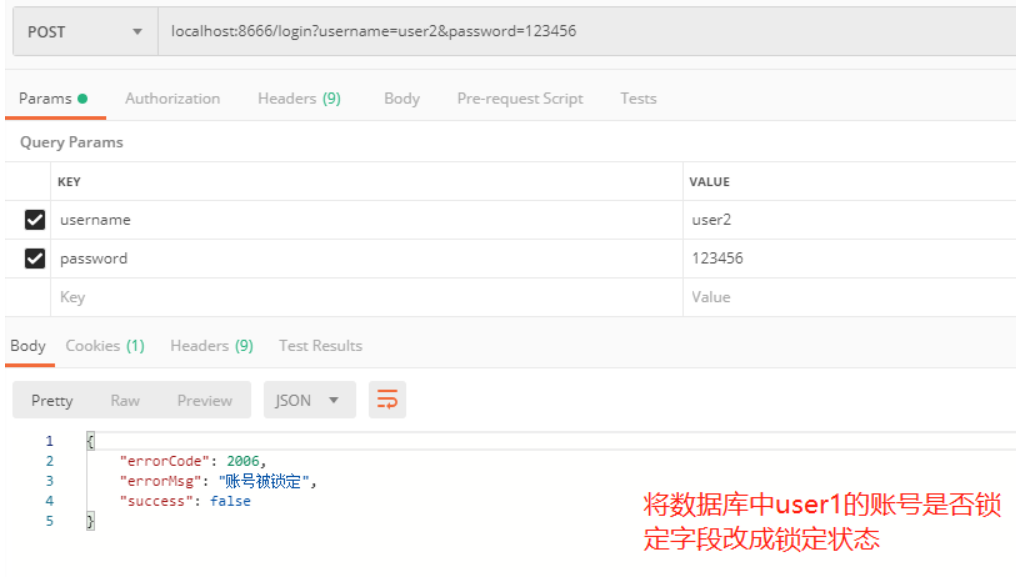 POST localhost:8666/login?username=user2&password=123456
Params Authorization Headers (9) Body Pre-request Script Tests
Query Params
KEY VALUE
username user2
password 123456
Key Value
Body Cookies (1) Headers (9) Test Results
Pretty Raw Preview JSON
1 {
2 "errorCode": 2006,
3 "errorMsg": "账号被锁定",
4 "success": false
5 }
将数据库中user1的账号是否锁
定字段改成锁定状态